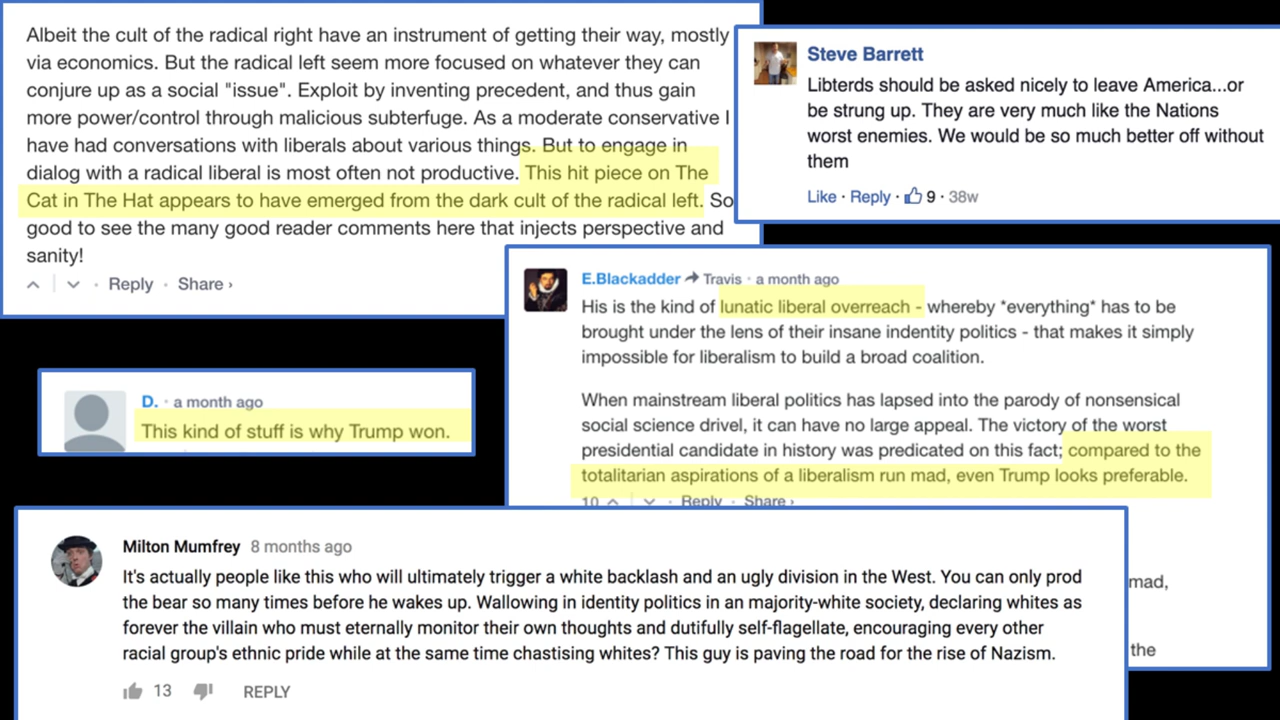 Albeit the cult of the radical right have an instrument of getting their way, mostly
via economics. But the radical left seem more focused on whatever they can
conjure up as a social "issue". Exploit by inventing precedent, and thus gain
more power/control through malicious subterfuge. As a moderate conservative I
have had conversations with liberals about various things. But to engage in
dialog with a radical liberal is most often not productive. This hit piece on The
Cat in The Hat appears to have emerged from the dark cult of the radical left. So
good to see the many good reader comments here that injects perspective and
sanity!
Reply · Share ›
Steve Barrett
Libterds should be asked nicely to leave America...or
be strung up. They are very much like the Nations
worst enemies. We would be so much better off without
them
Like · Reply · 9 · 38w
E.Blackadder Travis · a month ago
His is the kind of lunatic liberal overreach - whereby *everything* has to be
brought under the lens of their insane indentity politics - that makes it simply
impossible for liberalism to build a broad coalition.
When mainstream liberal politics has lapsed into the parody of nonsensical
social science drivel, it can have no large appeal. The victory of the worst
presidential candidate in history was predicated on this fact; compared to the
totalitarian aspirations of a liberalism run mad, even Trump looks preferable.
10 Reply · Share ›
mad,
the
D. · a month ago
This kind of stuff is why Trump won.
Milton Mumfrey 8 months ago
It's actually people like this who will ultimately trigger a white backlash and an ugly division in the West. You can only prod
the bear so many times before he wakes up. Wallowing in identity politics in an majority-white society, declaring whites as
forever the villain who must eternally monitor their own thoughts and dutifully self-flagellate, encouraging every other
racial group's ethnic pride while at the same time chastising whites? This guy is paving the road for the rise of Nazism.
13 REPLY